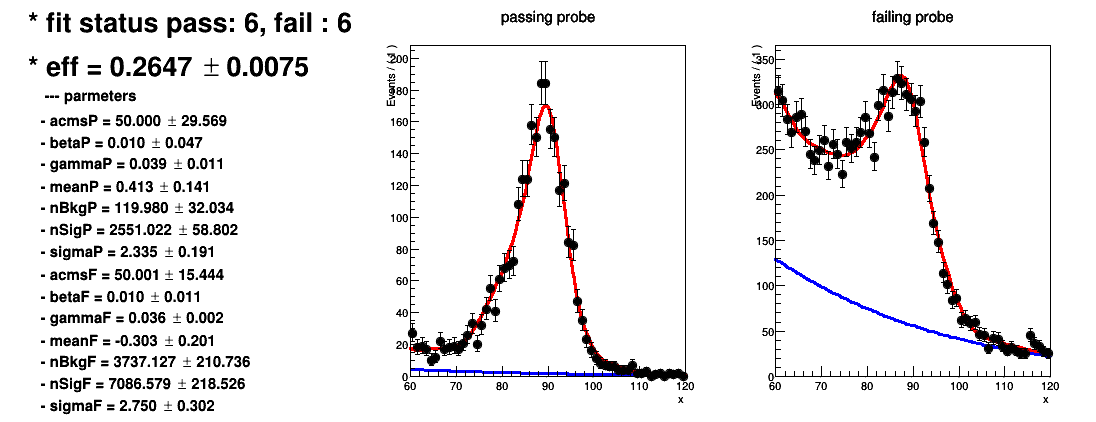 * fit status pass: 6, fail : 6
* eff = 0.2647 ± 0.0075
--- parmeters
- acmsP = 50.000 ± 29.569
- betaP = 0.010 ± 0.047
- gammaP = 0.039 ± 0.011
- meanP = 0.413 ± 0.141
- nBkgP = 119.980 ± 32.034
- nSigP = 2551.022 ± 58.802
- sigmaP = 2.335 ± 0.191
- acmsF = 50.001 ± 15.444
- betaF = 0.010 ± 0.011
- gammaF = 0.036 ± 0.002
- meanF = -0.303 ± 0.201
- nBkgF = 3737.127 ± 210.736
- nSigF = 7086.579 ± 218.526
- sigmaF = 2.750 ± 0.302
passing probe
Events / ( 1 )
200
180
160
140
120
100
80
60
40
20
0
60 70 80 90 100 110 120
x
failing probe
Events / ( 1 )
350
300
250
200
150
100
50
0
60 70 80 90 100 110 120
x